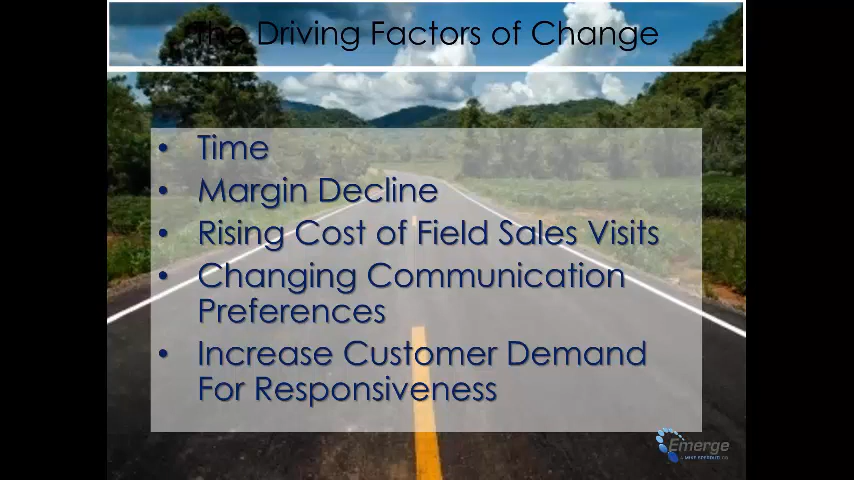 The Driving Factors of Change
• Time
• Margin Decline
• Rising Cost of Field Sales Visits
• Changing Communication
Preferences
• Increase Customer Demand
For Responsiveness
Emerge